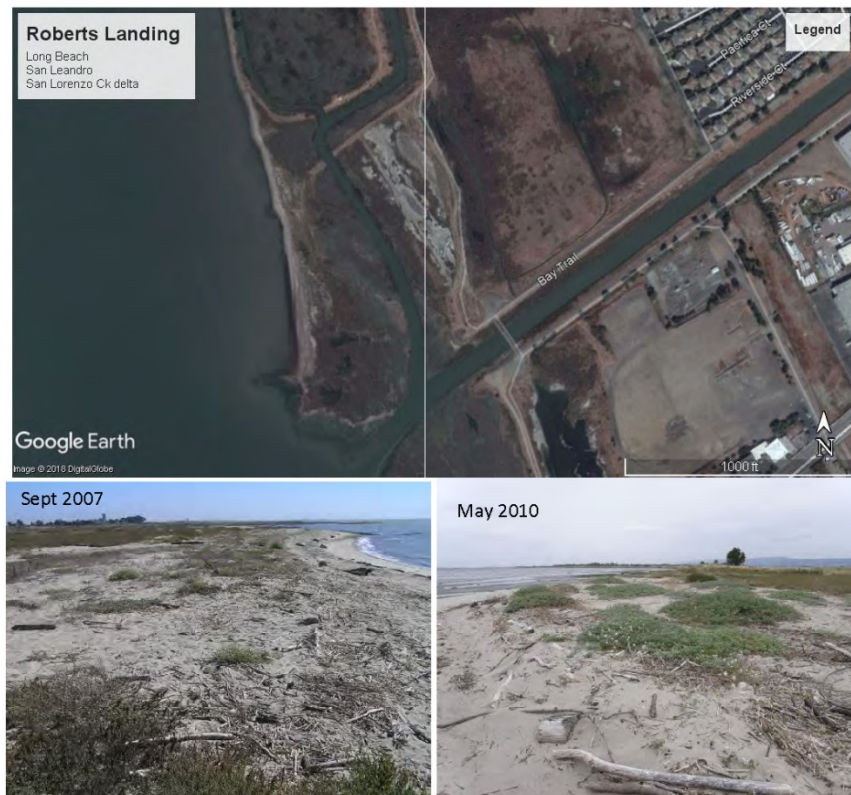 Roberts Landing
Long Beach
San Leandro
San Lorenzo Ck delta
Legend
Pacifica Ct
Riverside Ct
Bay Trail
Google Earth
Image © 2018 DigitalGlobe
N
1000 ft
Sept 2007
May 2010